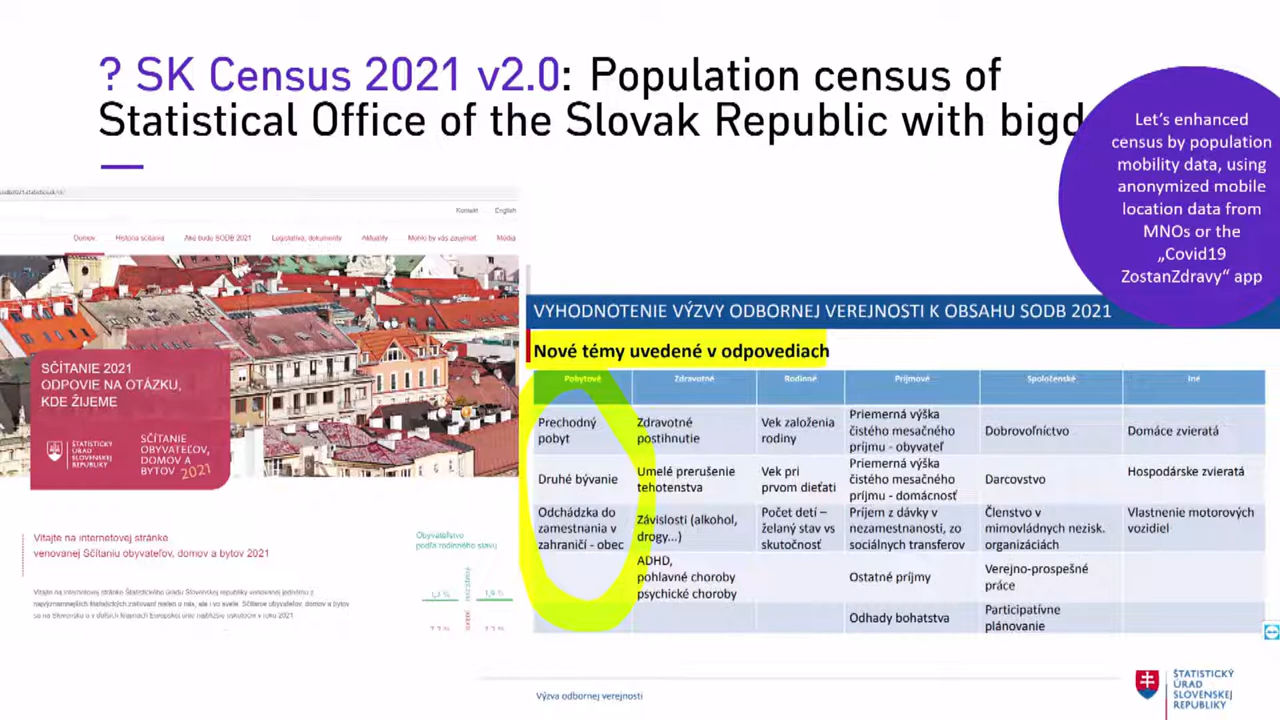 ? SK Census 2021 v2.0: Population census of
Statistical Office of the Slovak Republic with bigd
Let's enhanced
census by population
mobility data, using
anonymized mobile
location data from
MNOs or the
„Covid19
ZostanZdravy“ app
Kontakt English
Domov História sčítania Aké bude SODB 2021 Legislatíva, dokumenty Aktuality Mohlo by vás zaujímať Médiá
SČÍTANIE 2021
ODPOVIE NA OTÁZKU,
KDE ŽIJEME
ŠTATISTICKÝ
ÚRAD
SLOVENSKEJ
REPUBLIKY
SČÍTANIE
OBYVATEĽOV,
DOMOV A
BYTOV 2021
Vitajte na internetovej stránke
venovanej Sčítaniu obyvateľov, domov a bytov 2021
Obyvateľstvo
podľa rodinného stavu
VYHODNOTENIE VÝZVY ODBORNEJ VEREJNOSTI K OBSAHU SODB 2021
Nové témy uvedené v odpovediach
Pobytové Zdravotné Rodinné Príjmové Spoločenské Iné
Prechodný
pobyt
Zdravotné
postihnutie
Vek založenia
rodiny
Priemerná výška
čistého mesačného
príjmu - obyvateľ
Dobrovoľníctvo
Domáce zvieratá
Druhé bývanie
Umelé prerušenie
tehotenstva
Vek pri
prvom dieťati
Priemerná výška
čistého mesačného
príjmu - domácnosť
Darcovstvo
Hospodárske zvieratá
Odchádzka do
zamestnania v
zahraničí - obec
Závislosti (alkohol,
drogy...)
Počet detí –
želaný stav vs
skutočnosť
Príjem z dávky v
nezamestnanosti, zo
sociálnych transferov
Členstvo v
mimovládnych nezisk.
organizáciách
Vlastnenie motorových
vozidiel
ADHD,
pohlavné choroby
psychické choroby
Ostatné príjmy
Verejno-prospešné
práce
Odhady bohatstva
Participatívne
plánovanie
Výzva odbornej verejnosti
ŠTATISTICKÝ
ÚRAD
SLOVENSKEJ
REPUBLIKY